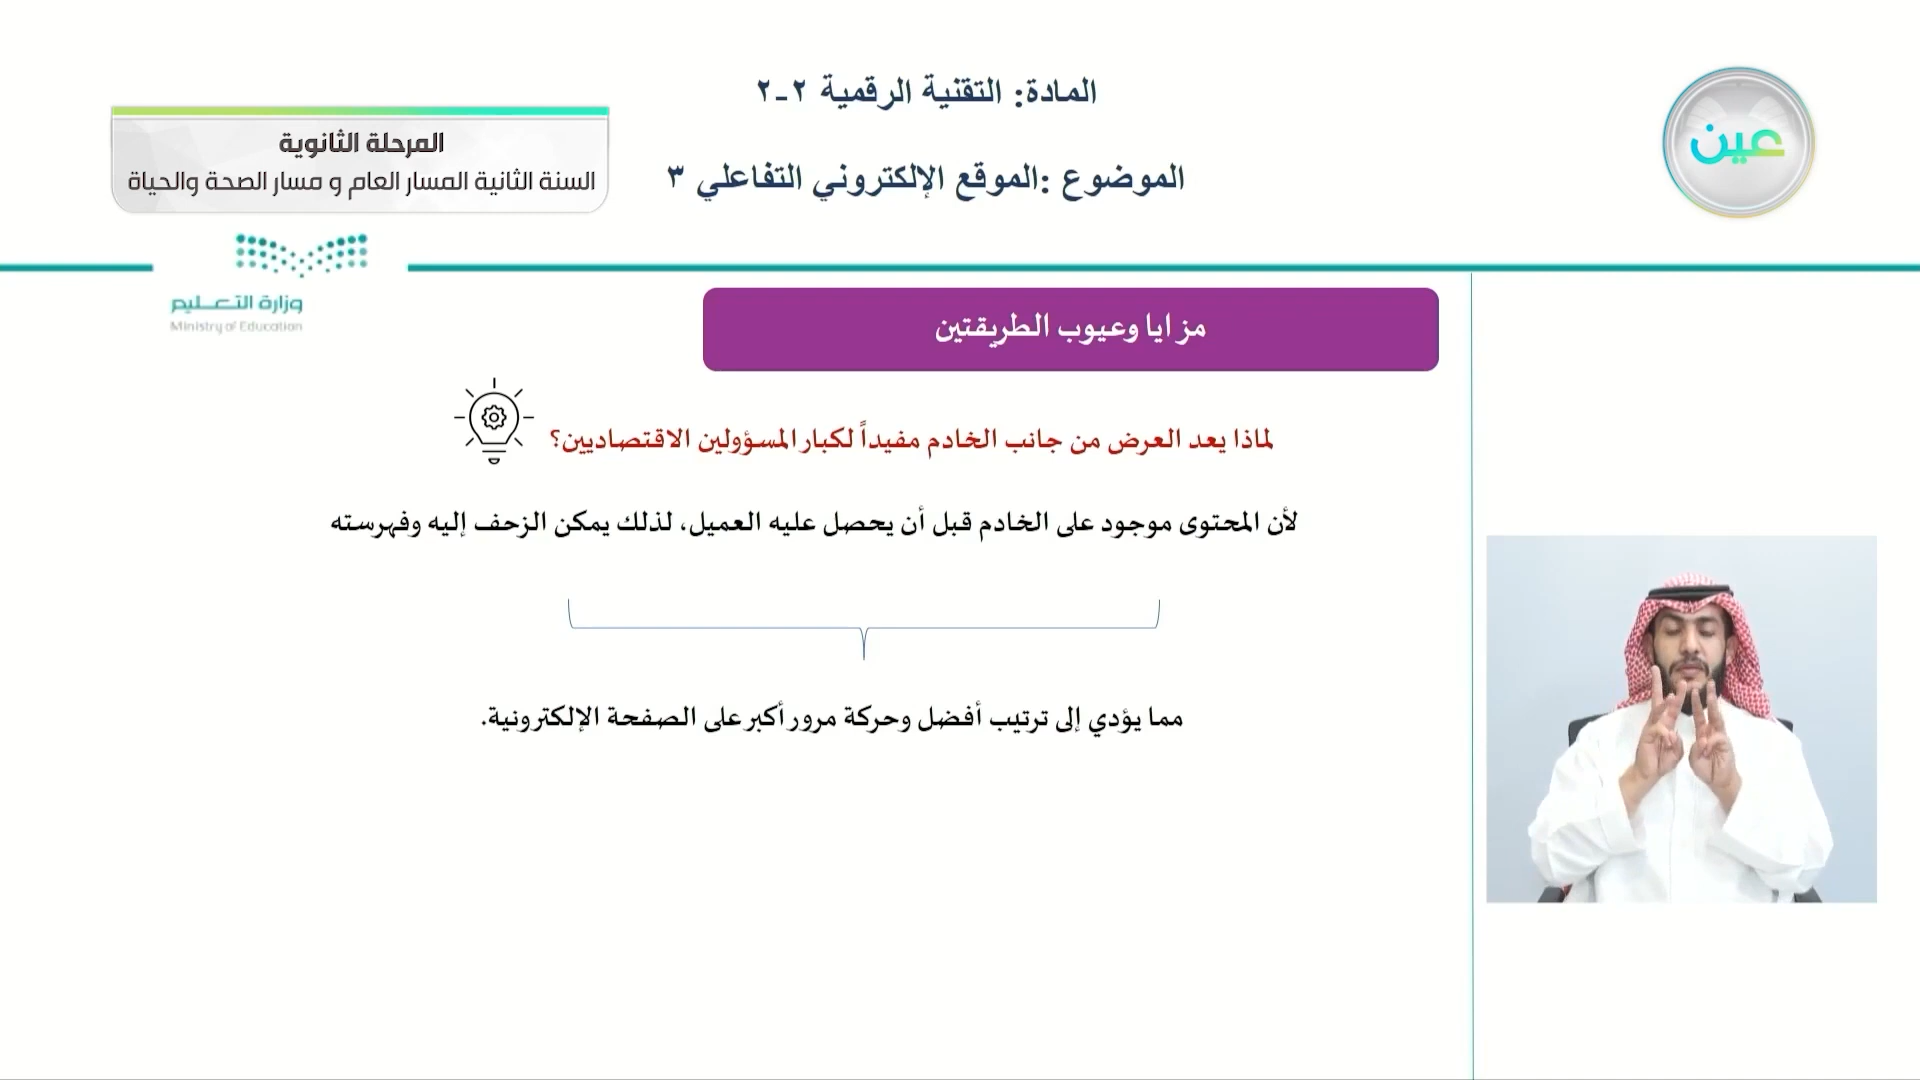 المادة: التقنية الرقمية ٢-٢
الموضوع :الموقع الإلكتروني التفاعلي ٣
عين
المرحلة الثانوية
السنة الثانية المسار العام و مسار الصحة والحياة
وزارة التعليم
Ministry of Education
مزايا وعيوب الطريقتين
لماذا يعد العرض من جانب الخادم مفيداً لكبار المسؤولين الاقتصاديين؟
لأن المحتوى موجود على الخادم قبل أن يحصل عليه العميل، لذلك يمكن الزحف إليه وفهرسته
مما يؤدي إلى ترتيب أفضل وحركة مرور أكبر على الصفحة الإلكترونية.